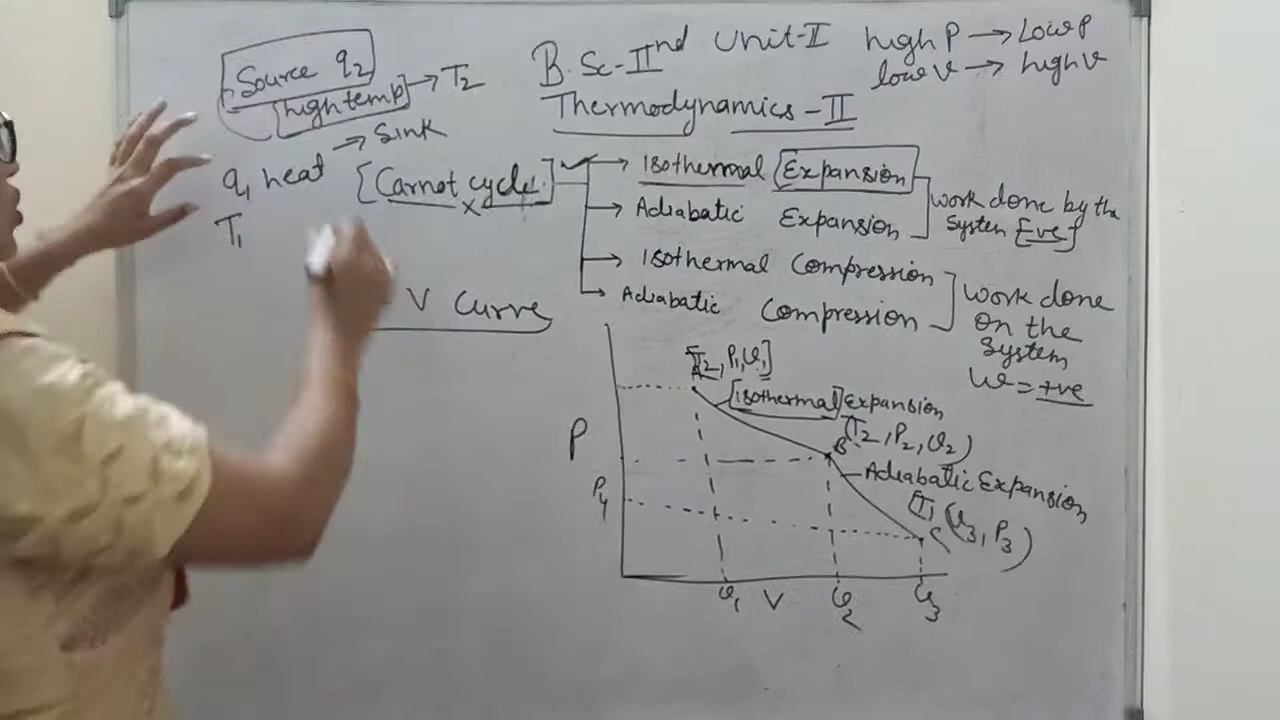 Source q2
high temp → T2
q1 heat → Sink
T1
B.Sc-IInd Unit-I
Thermodynamics-II
high P → Low P
low v → high v
[Carnot cycle]
→ Isothermal [Expansion]
→ Adiabatic Expansion
work done by the
System [-ve]
→ Isothermal Compression
→ Adiabatic Compression
work done
on the
System
w = +ve
V Curve
P
P4
[T2, P1, v1]
A
[Isothermal] Expansion
B (T2, P2, v2)
Adiabatic Expansion
[T1 (v3, P3)
C
v1 V v2 v3